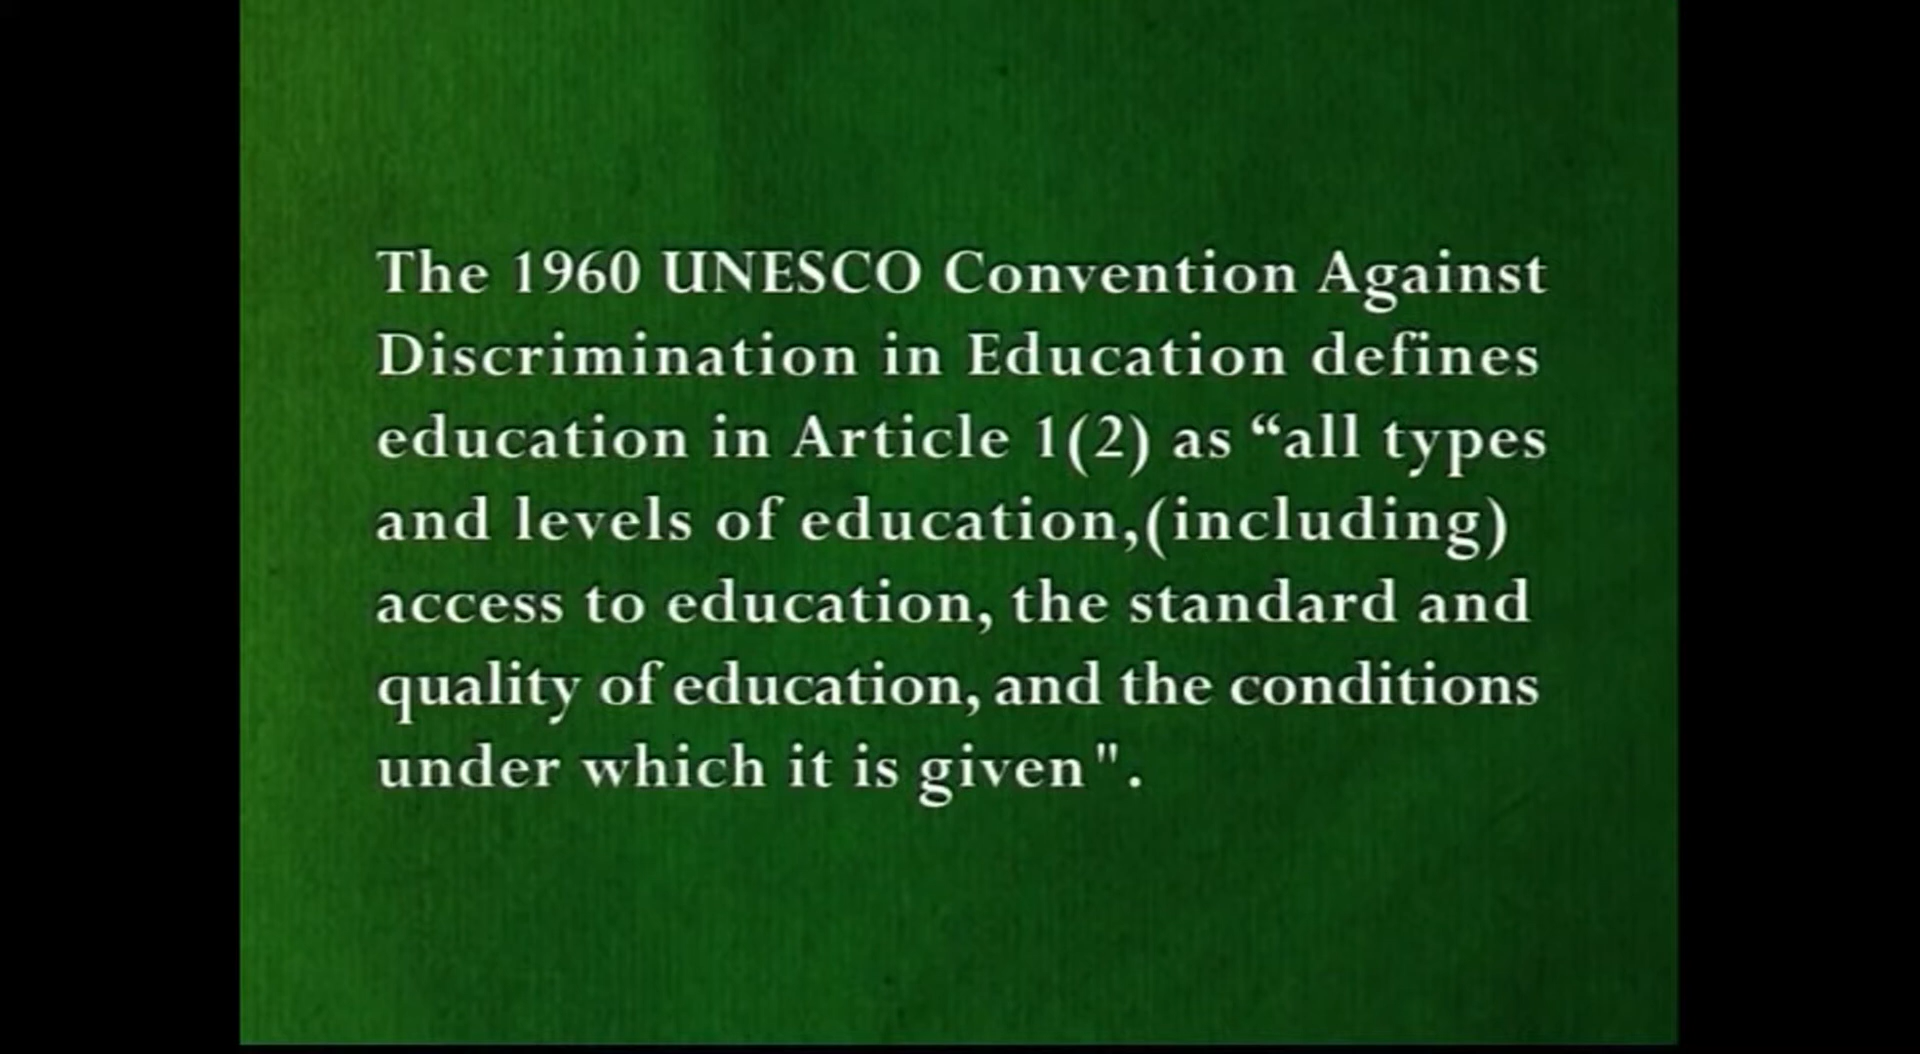 The 1960 UNESCO Convention Against
Discrimination in Education defines
education in Article 1(2) as “all types
and levels of education,(including)
access to education, the standard and
quality of education, and the conditions
under which it is given".